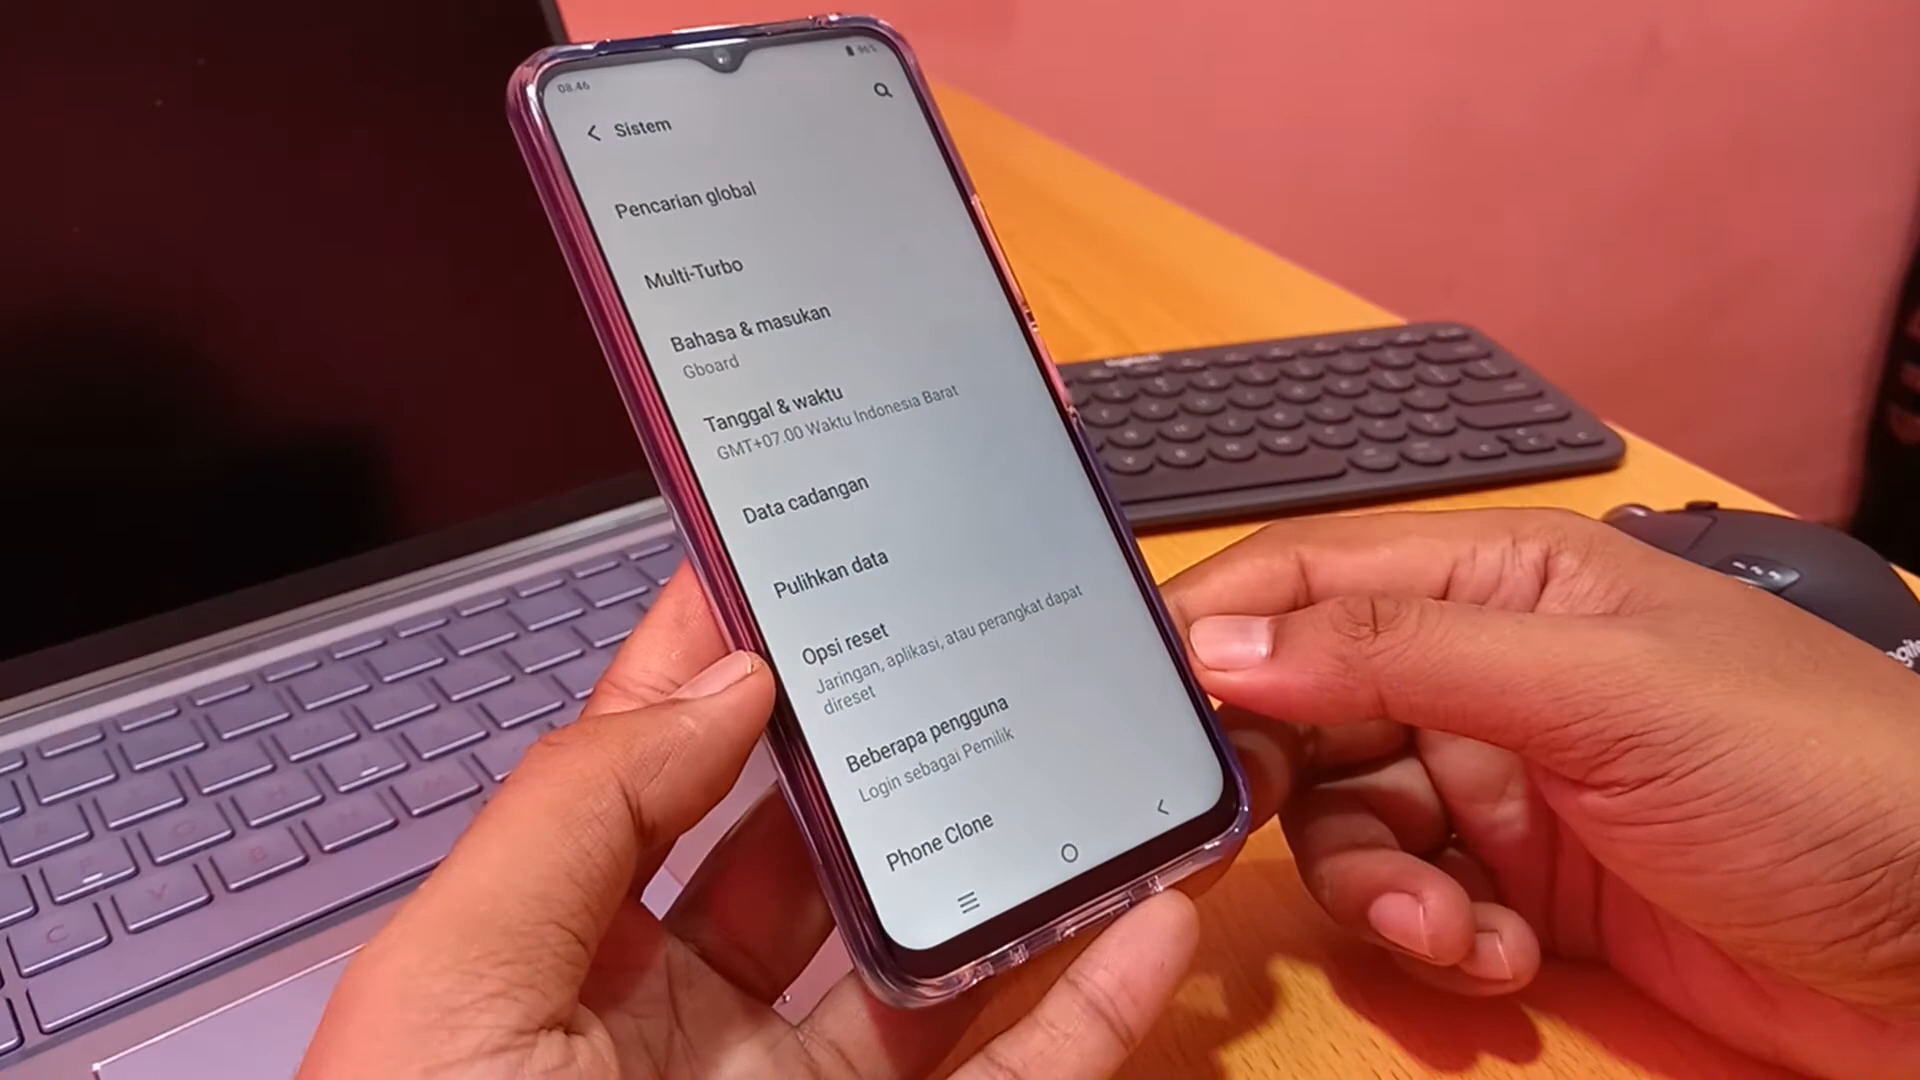 08.46
96%
Sistem
Pencarian global
Multi-Turbo
Bahasa & masukan
Gboard
Tanggal & waktu
GMT+07.00 Waktu Indonesia Barat
Data cadangan
Pulihkan data
Opsi reset
Jaringan, aplikasi, atau perangkat dapat
direset
Beberapa pengguna
Login sebagai Pemilik
Phone Clone
C
V
B